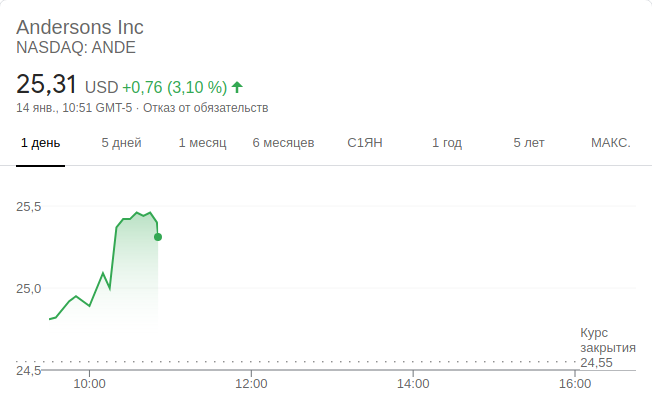 Andersons Inc
NASDAQ: ANDE
25,31 USD +0,76 (3,10 %)
14 янв., 10:51 GMT-5 · Отказ от обязательств
1 день 5 дней 1 месяц 6 месяцев С1ЯН 1 год 5 лет МАКС.
25,5
25,0
Курс
закрытия
24,55
24,5
10:00 12:00 14:00 16:00